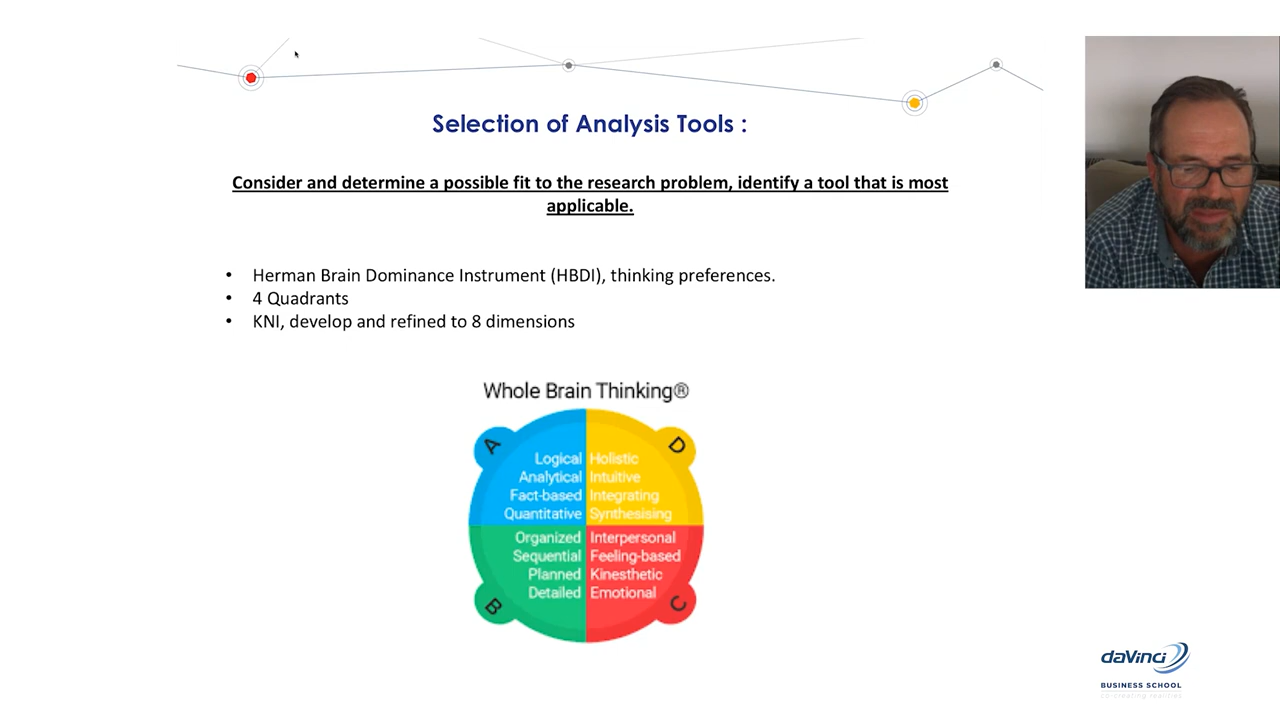 Selection of Analysis Tools :
Consider and determine a possible fit to the research problem, identify a tool that is most
applicable.
• Herman Brain Dominance Instrument (HBDI), thinking preferences.
• 4 Quadrants
• KNI, develop and refined to 8 dimensions
Whole Brain Thinking®
A
Logical
Analytical
Fact-based
Quantitative
D
Holistic
Intuitive
Integrating
Synthesising
B
Organized
Sequential
Planned
Detailed
C
Interpersonal
Feeling-based
Kinesthetic
Emotional
daVinci
BUSINESS SCHOOL
co-creating realities